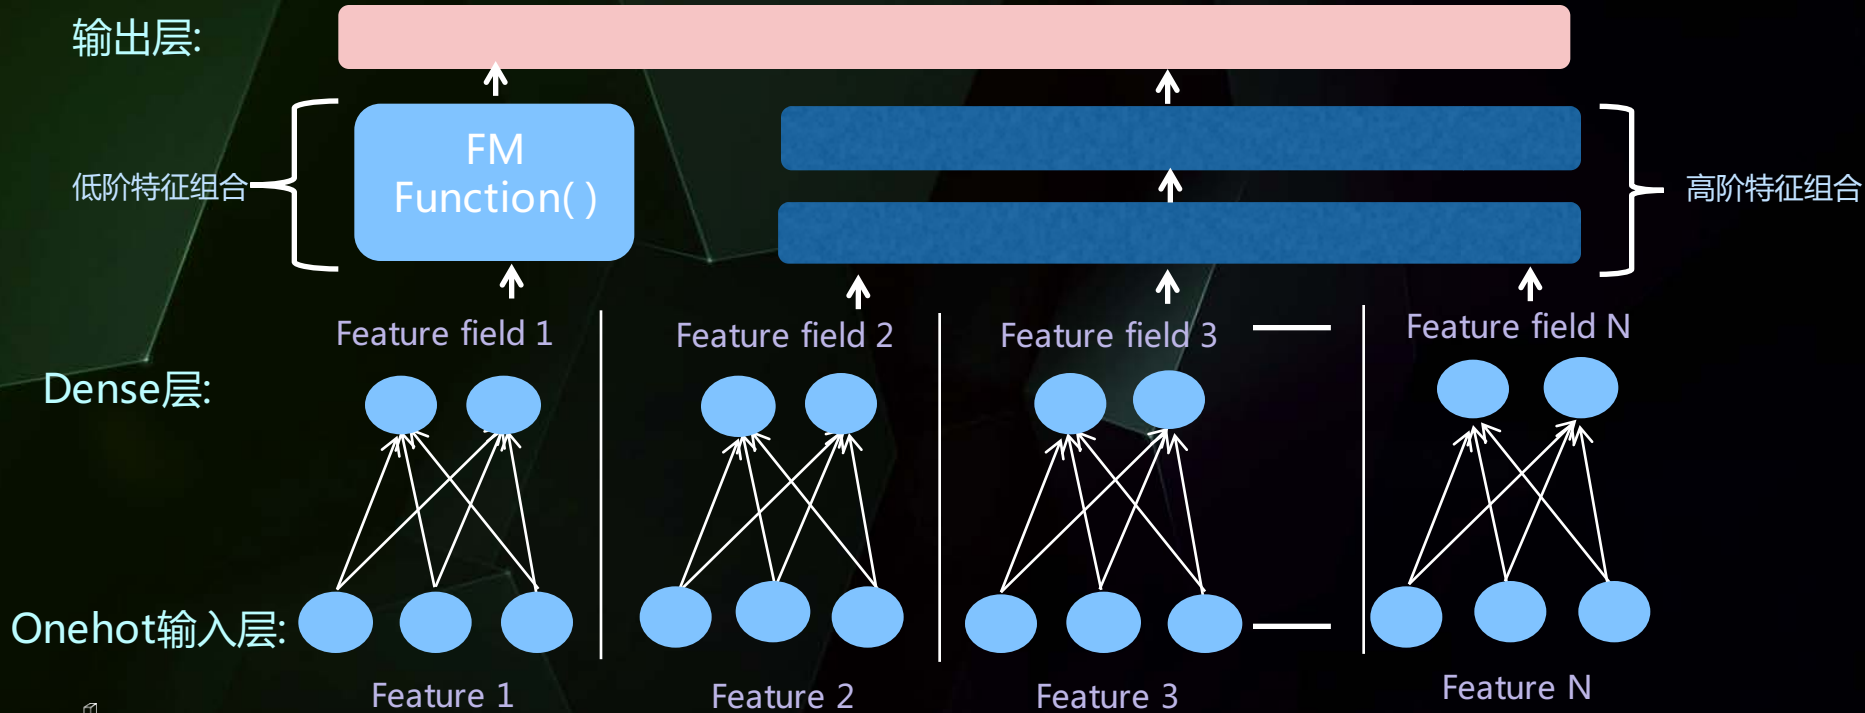 输出层:
FM
Function( )
低阶特征组合
高阶特征组合
Feature field 1
Feature field 2
Feature field 3
Feature field N
Dense层:
Onehot输入层:
Feature 1
Feature 2
Feature 3
Feature N